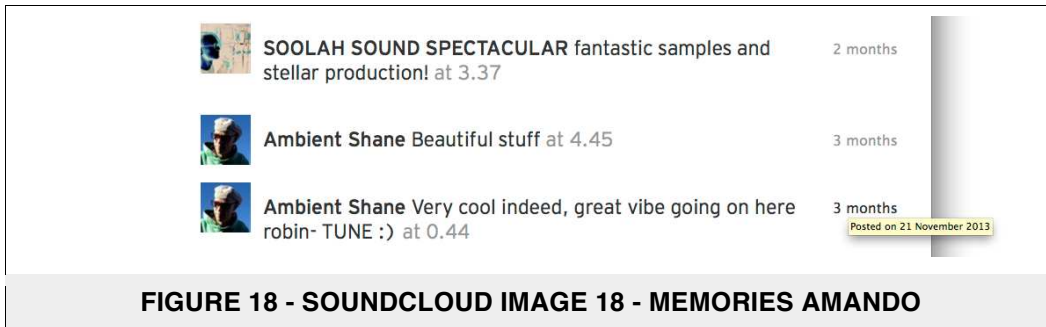 SOOLAH SOUND SPECTACULAR fantastic samples and 2 months
stellar production! at 3.37
Ambient Shane Beautiful stuff at 4.45 3 months
Ambient Shane Very cool indeed, great vibe going on here 3 months
robin- TUNE :) at 0.44 Posted on 21 November 2013
FIGURE 18 - SOUNDCLOUD IMAGE 18 - MEMORIES AMANDO